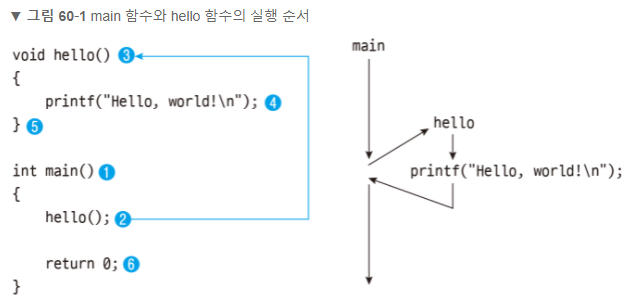 ▼ 그림 60-1 main 함수와 hello 함수의 실행 순서
void hello() 3
{
printf("Hello, world!\n"); 4
} 5
int main() 1
{
hello(); 2
return 0; 6
}
main
hello
printf("Hello, world!\n");